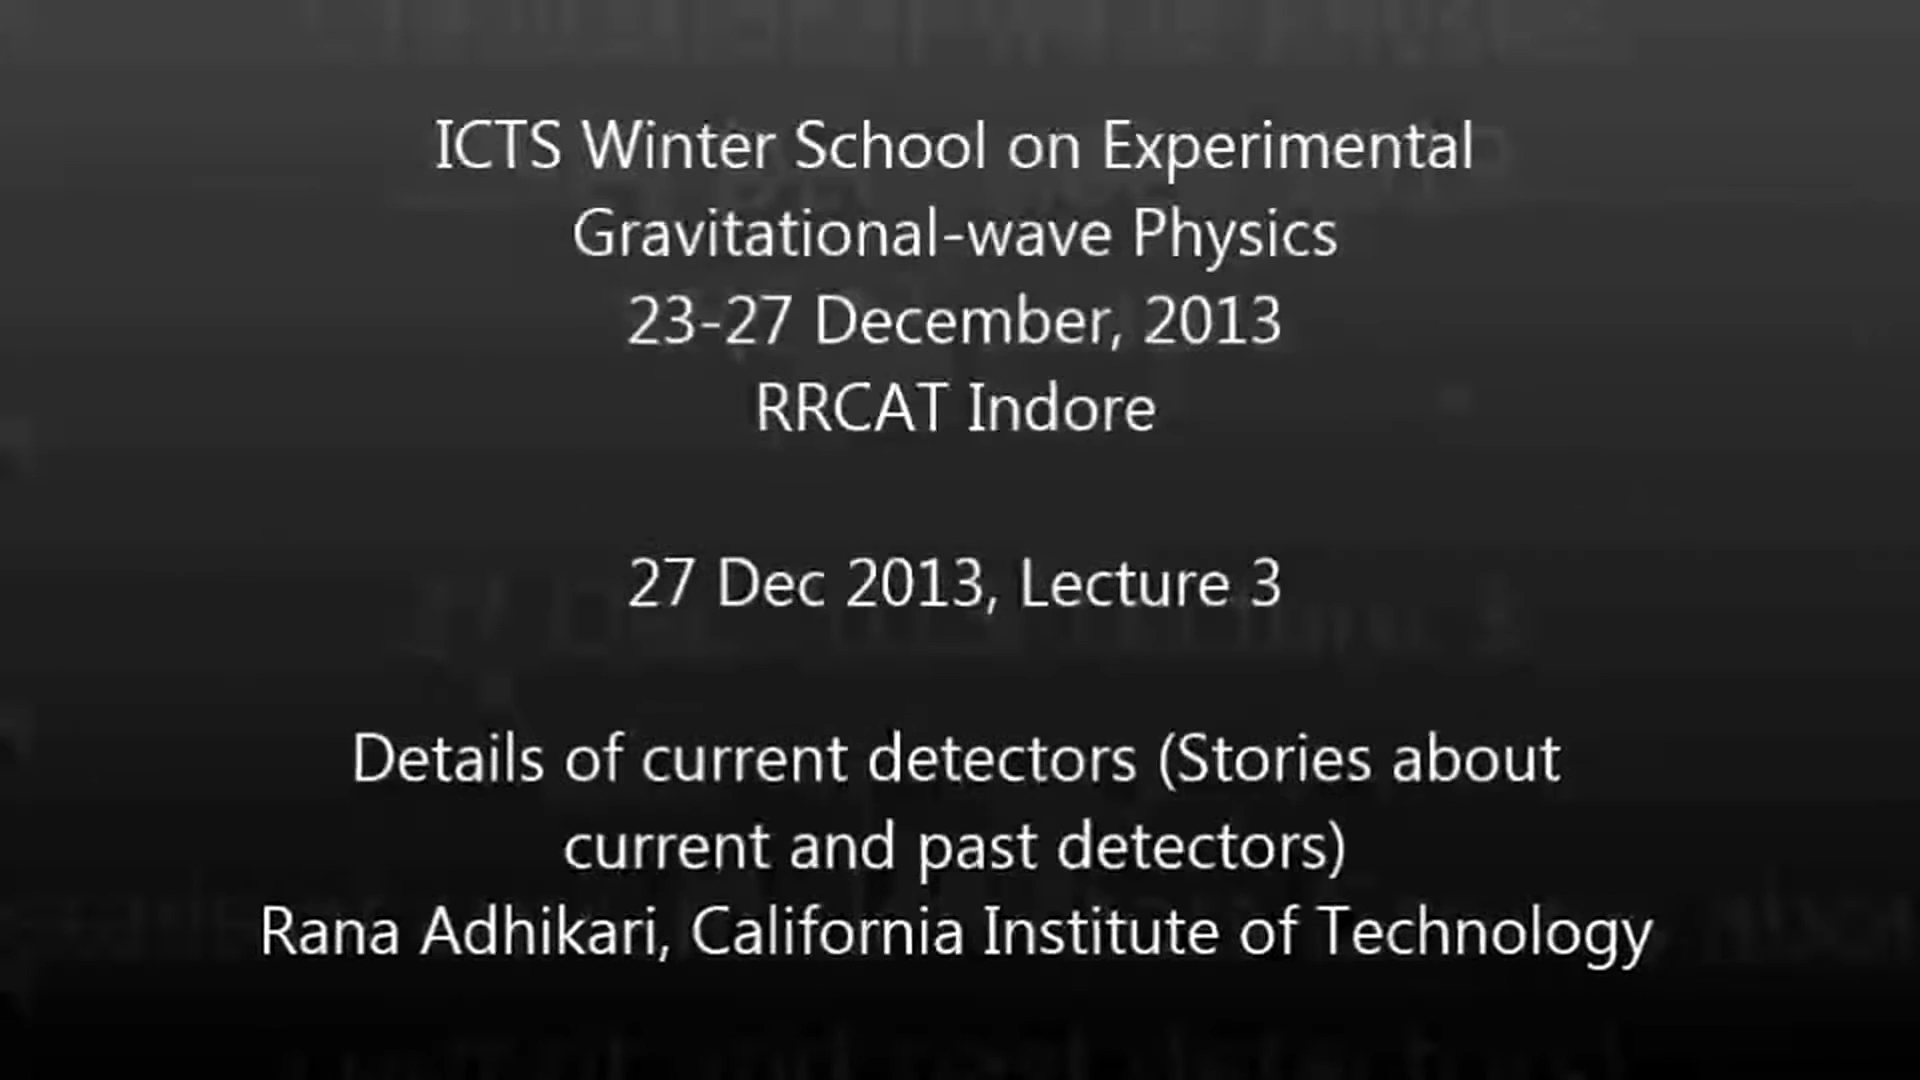 ICTS Winter School on Experimental
Gravitational-wave Physics
23-27 December, 2013
RRCAT Indore
27 Dec 2013, Lecture 3
Details of current detectors (Stories about
current and past detectors)
Rana Adhikari, California Institute of Technology